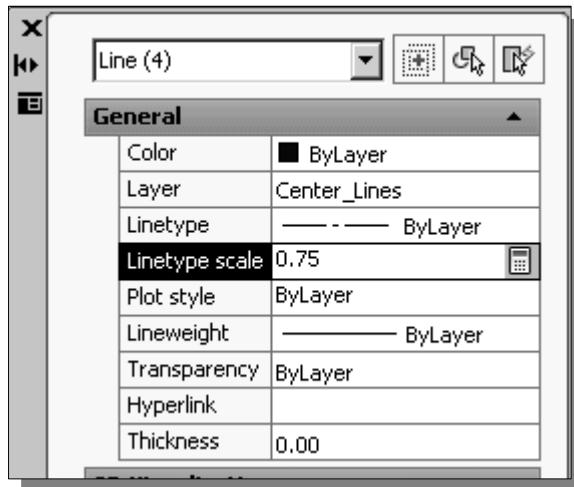 Line (4)
General
Color ByLayer
Layer Center_Lines
Linetype ByLayer
Linetype scale 0.75
Plot style ByLayer
Lineweight ByLayer
Transparency ByLayer
Hyperlink
Thickness 0.00